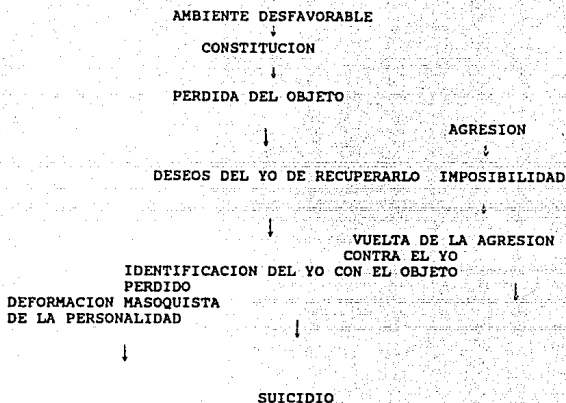 AMBIENTE DESFAVORABLE
CONSTITUCION
PERDIDA DEL OBJETO
AGRESION
DESEOS DEL YO DE RECUPERARLO IMPOSIBILIDAD
VUELTA DE LA AGRESION
CONTRA EL YO
IDENTIFICACION DEL YO CON EL OBJETO
PERDIDO
DEFORMACION MASOQUISTA
DE LA PERSONALIDAD
SUICIDIO